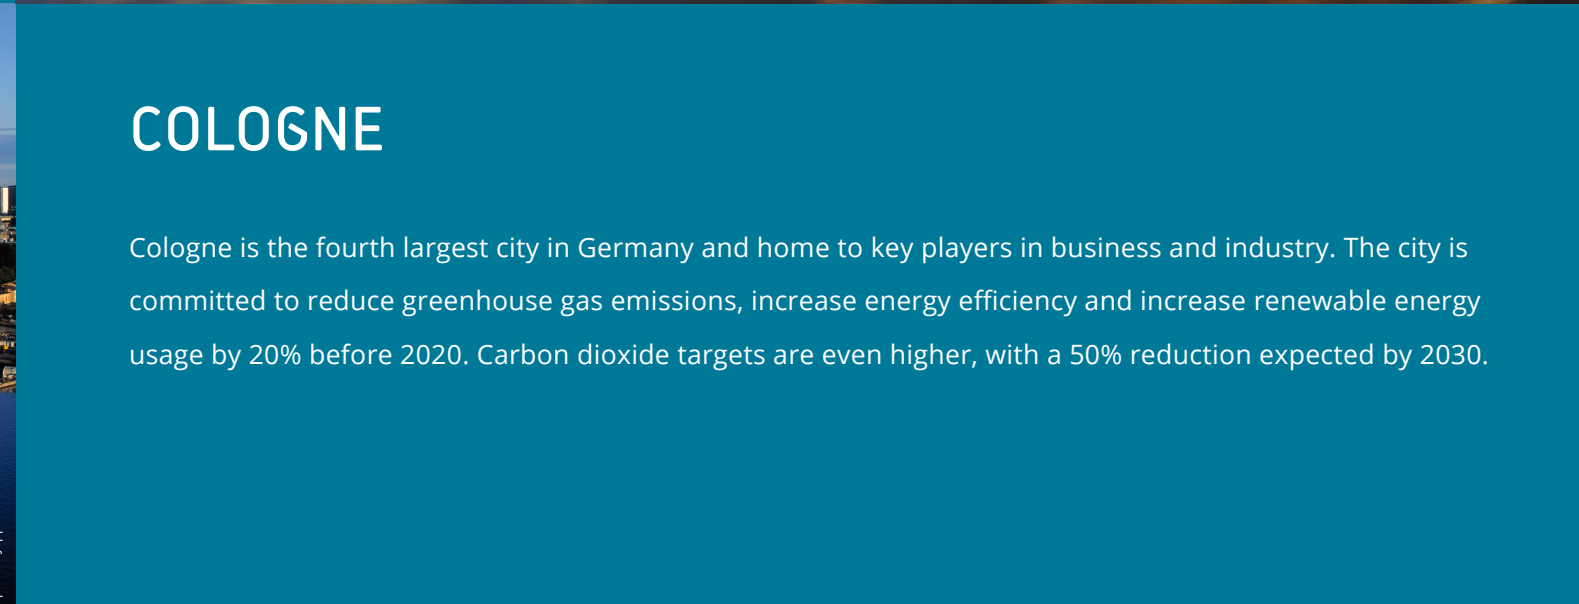 COLOGNE
Cologne is the fourth largest city in Germany and home to key players in business and industry. The city is
committed to reduce greenhouse gas emissions, increase energy efficiency and increase renewable energy
usage by 20% before 2020. Carbon dioxide targets are even higher, with a 50% reduction expected by 2030.